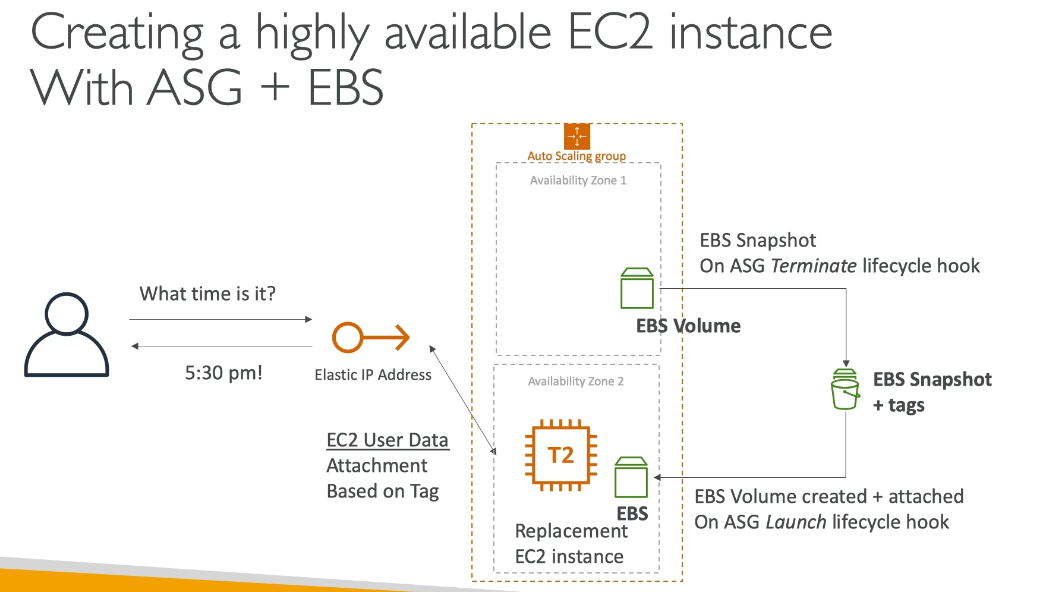 Creating a highly available EC2 instance
With ASG + EBS
Auto Scaling group
Availability Zone 1
EBS Snapshot
On ASG Terminate lifecycle hook
What time is it?
EBS Volume
5:30 pm!
Elastic IP Address
Availability Zone 2
EBS Snapshot
+ tags
EC2 User Data
Attachment
Based on Tag
T2
EBS
Replacement
EC2 instance
EBS Volume created + attached
On ASG Launch lifecycle hook